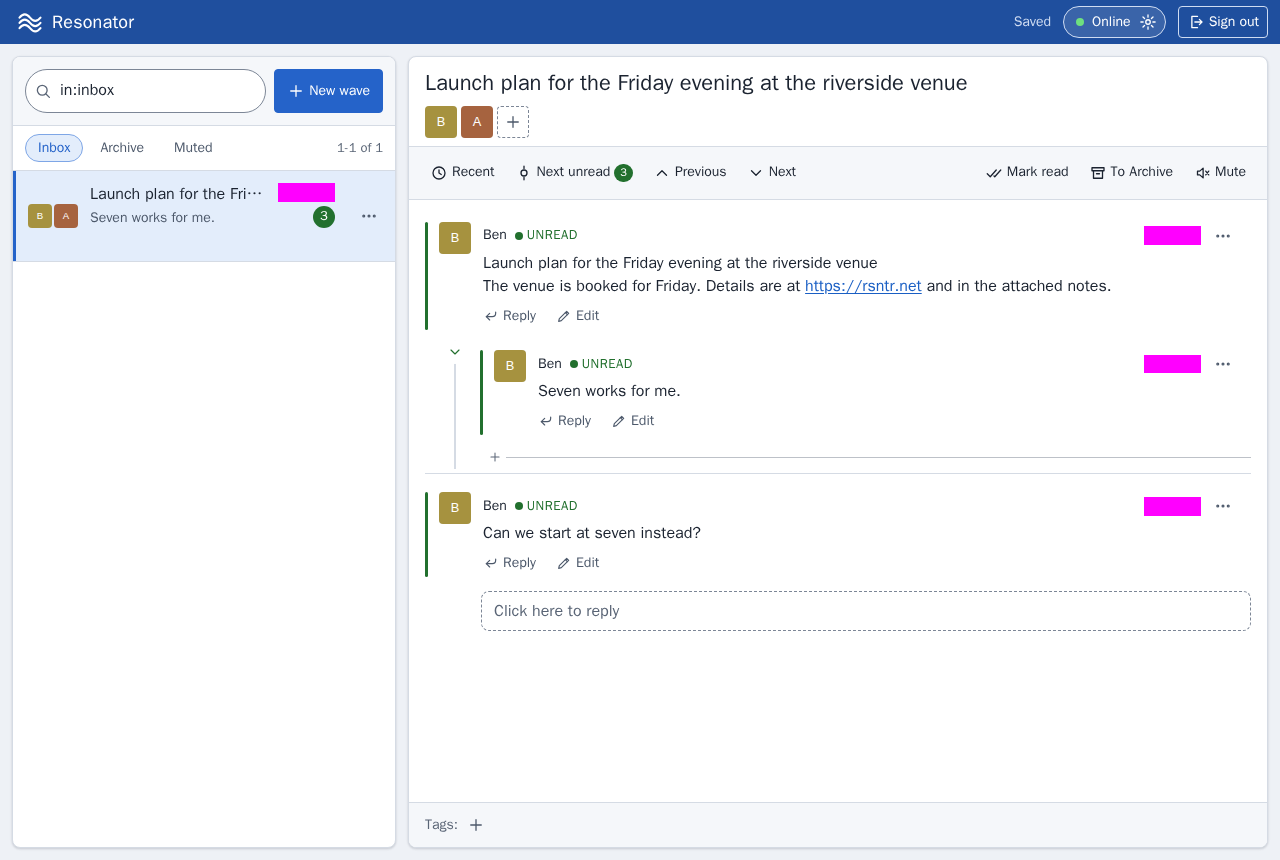 Resonator
Saved
Online
Sign out
in:inbox
New wave
Inbox
Archive
Muted
1-1 of 1
Launch plan for the Fri···
B
A
Seven works for me.
3
Launch plan for the Friday evening at the riverside venue
B
A
Recent
Next unread 3
Previous
Next
Mark read
To Archive
Mute
B
Ben
UNREAD
Launch plan for the Friday evening at the riverside venue
The venue is booked for Friday. Details are at https://rsntr.net and in the attached notes.
Reply
Edit
B
Ben
UNREAD
Seven works for me.
Reply
Edit
B
Ben
UNREAD
Can we start at seven instead?
Reply
Edit
Click here to reply
Tags: